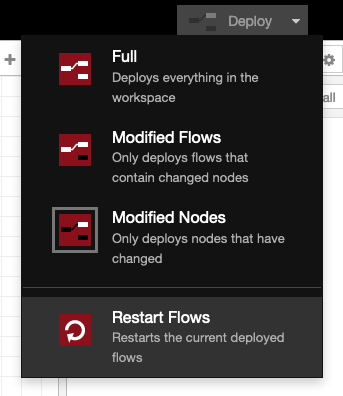 Deploy
all
Full
Deploys everything in the
workspace
Modified Flows
Only deploys flows that
contain changed nodes
Modified Nodes
Only deploys nodes that have
changed
Restart Flows
Restarts the current deployed
flows